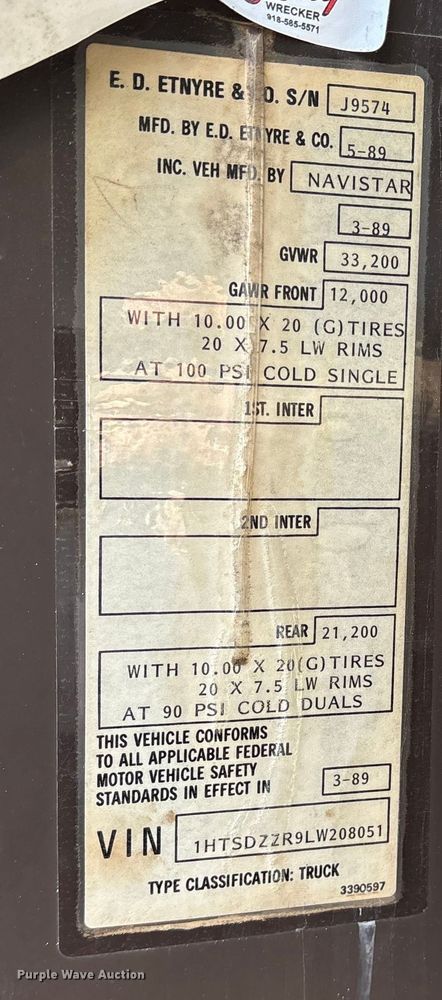 WRECKER
918-585-5571
E. D. ETNYRE & CO. S/N J9574
MFD. BY E.D. ETNYRE & CO. 5-89
INC. VEH MFD. BY NAVISTAR
3-89
GVWR 33,200
GAWR FRONT 12,000
WITH 10.00 X 20 (G)TIRES
20 X 7.5 LW RIMS
AT 100 PSI COLD SINGLE
1ST. INTER
2ND INTER
REAR 21,200
WITH 10.00 X 20(G)TIRES
20 X 7.5 LW RIMS
AT 90 PSI COLD DUALS
THIS VEHICLE CONFORMS
TO ALL APPLICABLE FEDERAL
MOTOR VEHICLE SAFETY
STANDARDS IN EFFECT IN 3-89
VIN 1HTSDZZR9LW208051
TYPE CLASSIFICATION: TRUCK
3390597
Purple Wave Auction